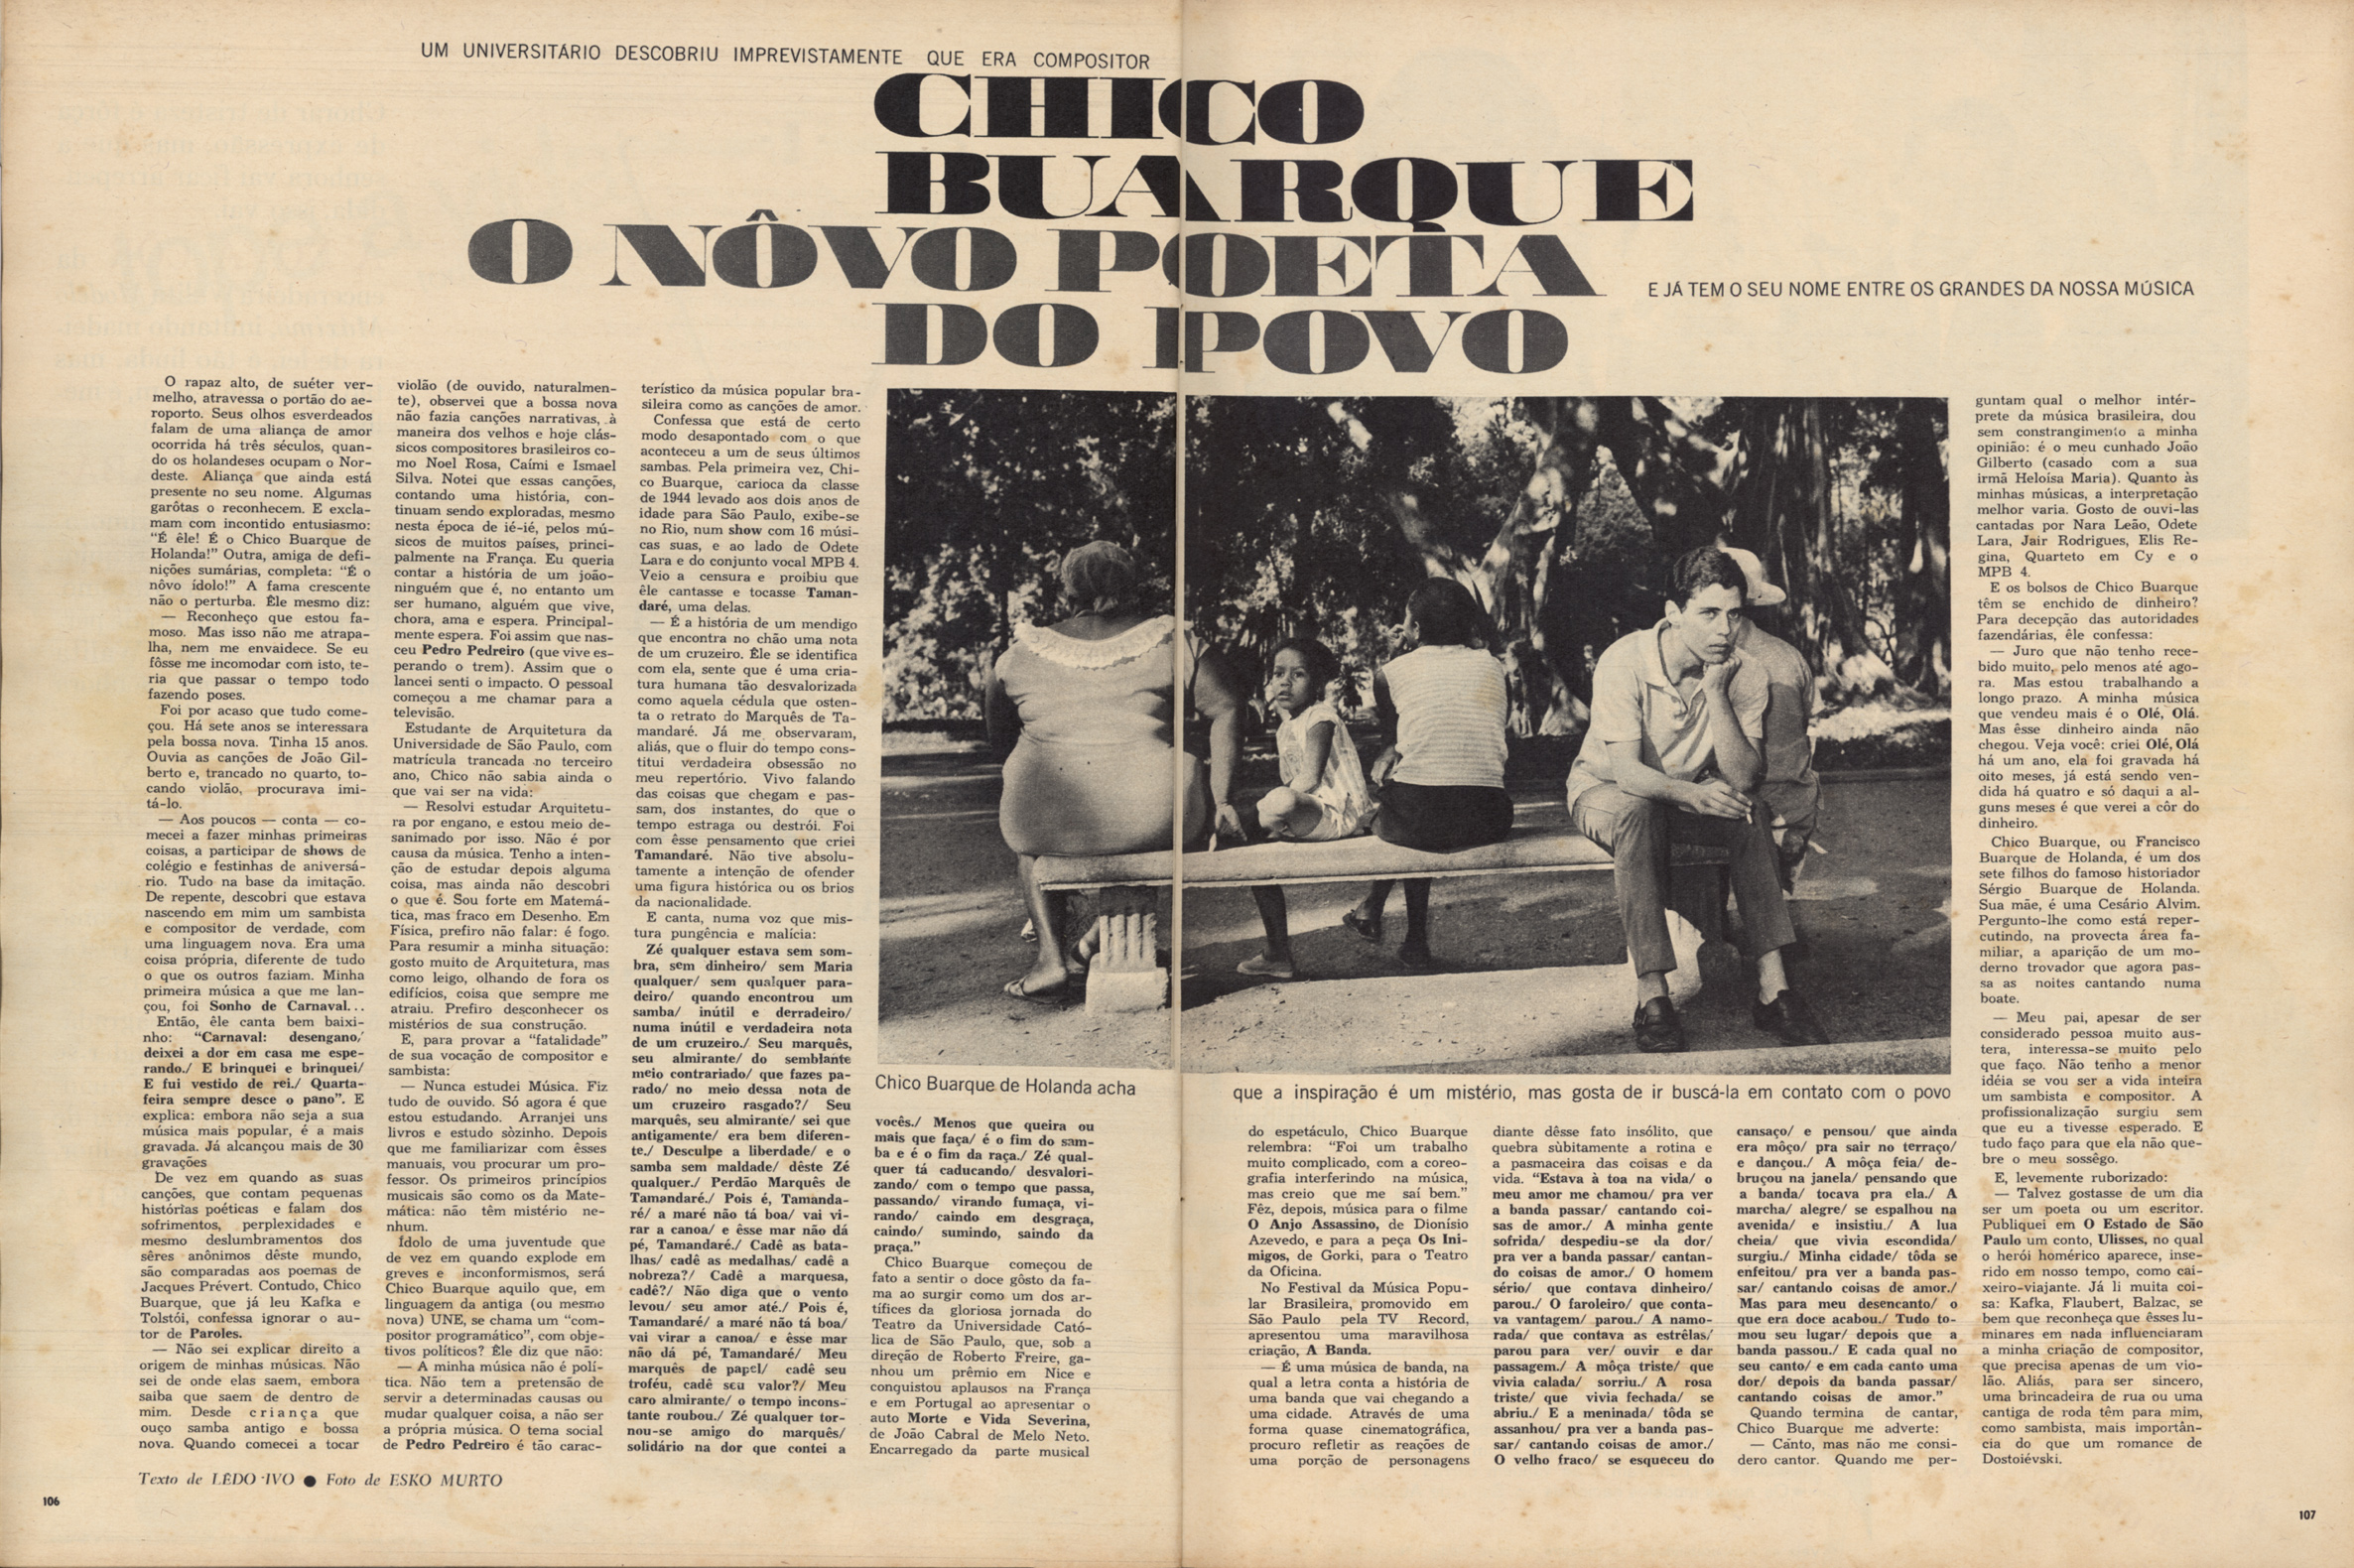 UM UNIVERSITÁRIO DESCOBRIU IMPREVISTAMENTE QUE ERA COMPOSITOR
CHICO
BUARQUE
O NÔVO POETA
DO POVO
E JÁ TEM O SEU NOME ENTRE OS GRANDES DA NOSSA MÚSICA
O rapaz alto, de suéter ver-
melho, atravessa o portão do ae-
roporto. Seus olhos esverdeados
falam de uma aliança de amor
ocorrida há três séculos, quan-
do os holandeses ocupam o Nor-
deste. Aliança que ainda está
presente no seu nome. Algumas
garôtas o reconhecem. E excla-
mam com incontido entusiasmo:
"É êle! É o Chico Buarque de
Holanda!" Outra, amiga de defi-
nições sumárias, completa: "É o
nôvo ídolo!" A fama crescente
não o perturba. Êle mesmo diz:
— Reconheço que estou fa-
moso. Mas isso não me atrapa-
lha, nem me envaidece. Se eu
fôsse me incomodar com isto, te-
ria que passar o tempo todo
fazendo poses.
Foi por acaso que tudo come-
çou. Há sete anos se interessara
pela bossa nova. Tinha 15 anos.
Ouvia as canções de João Gil-
berto e, trancado no quarto, to-
cando violão, procurava imi-
tá-lo.
— Aos poucos — conta — co-
mecei a fazer minhas primeiras
coisas, a participar de shows de
colégio e festinhas de aniversá-
rio. Tudo na base da imitação.
De repente, descobri que estava
nascendo em mim um sambista
e compositor de verdade, com
uma linguagem nova. Era uma
coisa própria, diferente de tudo
o que os outros faziam. Minha
primeira música a que me lan-
çou, foi Sonho de Carnaval...
Então, êle canta bem baixi-
nho: "Carnaval: desengano/
deixei a dor em casa me espe-
rando./ E brinquei e brinquei/
E fui vestido de rei./ Quarta-
feira sempre desce o pano". E
explica: embora não seja a sua
música mais popular, é a mais
gravada. Já alcançou mais de 30
gravações
De vez em quando as suas
canções, que contam pequenas
histórias poéticas e falam dos
sofrimentos, perplexidades e
mesmo deslumbramentos dos
sêres anônimos dêste mundo,
são comparadas aos poemas de
Jacques Prévert. Contudo, Chico
Buarque, que já leu Kafka e
Tolstói, confessa ignorar o au-
tor de Paroles.
— Não sei explicar direito a
origem de minhas músicas. Não
sei de onde elas saem, embora
saiba que saem de dentro de
mim. Desde criança que
ouço samba antigo e bossa
nova. Quando comecei a tocar
violão (de ouvido, naturalmen-
te), observei que a bossa nova
não fazia canções narrativas, à
maneira dos velhos e hoje clás-
sicos compositores brasileiros co-
mo Noel Rosa, Caími e Ismael
Silva. Notei que essas canções,
contando uma história, con-
tinuam sendo exploradas, mesmo
nesta época de ié-ié, pelos mú-
sicos de muitos países, princi-
palmente na França. Eu queria
contar a história de um joão-
ninguém que é, no entanto um
ser humano, alguém que vive,
chora, ama e espera. Principal-
mente espera. Foi assim que nas-
ceu Pedro Pedreiro (que vive es-
perando o trem). Assim que o
lancei senti o impacto. O pessoal
começou a me chamar para a
televisão.
Estudante de Arquitetura da
Universidade de São Paulo, com
matrícula trancada no terceiro
ano, Chico não sabia ainda o
que vai ser na vida:
— Resolvi estudar Arquitetu-
ra por engano, e estou meio de-
sanimado por isso. Não é por
causa da música. Tenho a inten-
ção de estudar depois alguma
coisa, mas ainda não descobri
o que é. Sou forte em Matemá-
tica, mas fraco em Desenho. Em
Física, prefiro não falar: é fogo.
Para resumir a minha situação:
gosto muito de Arquitetura, mas
como leigo, olhando de fora os
edifícios, coisa que sempre me
atraiu. Prefiro desconhecer os
mistérios de sua construção.
E, para provar a "fatalidade"
de sua vocação de compositor e
sambista:
— Nunca estudei Música. Fiz
tudo de ouvido. Só agora é que
estou estudando. Arranjei uns
livros e estudo sòzinho. Depois
que me familiarizar com êsses
manuais, vou procurar um pro-
fessor. Os primeiros princípios
musicais são como os da Mate-
mática: não têm mistério ne-
nhum.
Ídolo de uma juventude que
de vez em quando explode em
greves e inconformismos, será
Chico Buarque aquilo que, em
linguagem da antiga (ou mesmo
nova) UNE, se chama um "com-
positor programático", com obje-
tivos políticos? Êle diz que não:
— A minha música não é polí-
tica. Não tem a pretensão de
servir a determinadas causas ou
mudar qualquer coisa, a não ser
a própria música. O tema social
de Pedro Pedreiro é tão carac-
terístico da música popular bra-
sileira como as canções de amor.
Confessa que está de certo
modo desapontado com o que
aconteceu a um de seus últimos
sambas. Pela primeira vez, Chi-
co Buarque, carioca da classe
de 1944 levado aos dois anos de
idade para São Paulo, exibe-se
no Rio, num show com 16 músi-
cas suas, e ao lado de Odete
Lara e do conjunto vocal MPB 4.
Veio a censura e proibiu que
êle cantasse e tocasse Taman-
daré, uma delas.
— É a história de um mendigo
que encontra no chão uma nota
de um cruzeiro. Êle se identifica
com ela, sente que é uma cria-
tura humana tão desvalorizada
como aquela cédula que osten-
ta o retrato do Marquês de Ta-
mandaré. Já me observaram,
aliás, que o fluir do tempo cons-
titui verdadeira obsessão no
meu repertório. Vivo falando
das coisas que chegam e pas-
sam, dos instantes, do que o
tempo estraga ou destrói. Foi
com êsse pensamento que criei
Tamandaré. Não tive absolu-
tamente a intenção de ofender
uma figura histórica ou os brios
da nacionalidade.
E canta, numa voz que mis-
tura pungência e malícia:
Zé qualquer estava sem som-
bra, sem dinheiro/ sem Maria
qualquer/ sem qualquer para-
deiro/ quando encontrou um
samba/ inútil e derradeiro/
numa inútil e verdadeira nota
de um cruzeiro./ Seu marquês,
seu almirante/ do semblante
meio contrariado/ que fazes pa-
rado/ no meio dessa nota de
um cruzeiro rasgado?/ Seu
marquês, seu almirante/ sei que
antigamente/ era bem diferen-
te./ Desculpe a liberdade/ e o
samba sem maldade/ dêste Zé
qualquer./ Perdão Marquês de
Tamandaré./ Pois é, Tamanda-
ré/ a maré não tá boa/ vai vi-
rar a canoa/ e êsse mar não dá
pé, Tamandaré./ Cadê as bata-
lhas/ cadê as medalhas/ cadê a
nobreza?/ Cadê a marquesa,
cadê?/ Não diga que o vento
levou/ seu amor até./ Pois é,
Tamandaré/ a maré não tá boa/
vai virar a canoa/ e êsse mar
não dá pé, Tamandaré/ Meu
marquês de papel/ cadê seu
troféu, cadê seu valor?/ Meu
caro almirante/ o tempo incons-
tante roubou./ Zé qualquer tor-
nou-se amigo do marquês/
solidário na dor que contei a
Chico Buarque de Holanda acha
que a inspiração é um mistério, mas gosta de ir buscá-la em contato com o povo
vocês./ Menos que queira ou
mais que faça/ é o fim do sam-
ba e é o fim da raça./ Zé qual-
quer tá caducando/ desvalori-
zando/ com o tempo que passa,
passando/ virando fumaça, vi-
rando/ caindo em desgraça,
caindo/ sumindo, saindo da
praça."
Chico Buarque começou de
fato a sentir o doce gôsto da fa-
ma ao surgir como um dos ar-
tífices da gloriosa jornada do
Teatro da Universidade Cató-
lica de São Paulo, que, sob a
direção de Roberto Freire, ga-
nhou um prêmio em Nice e
conquistou aplausos na França
e em Portugal ao apresentar o
auto Morte e Vida Severina,
de João Cabral de Melo Neto.
Encarregado da parte musical
do espetáculo, Chico Buarque
relembra: "Foi um trabalho
muito complicado, com a coreo-
grafia interferindo na música,
mas creio que me saí bem."
Fêz, depois, música para o filme
O Anjo Assassino, de Dionísio
Azevedo, e para a peça Os Ini-
migos, de Gorki, para o Teatro
da Oficina.
No Festival da Música Popu-
lar Brasileira, promovido em
São Paulo pela TV Record,
apresentou uma maravilhosa
criação, A Banda.
— É uma música de banda, na
qual a letra conta a história de
uma banda que vai chegando a
uma cidade. Através de uma
forma quase cinematográfica,
procuro refletir as reações de
uma porção de personagens
diante dêsse fato insólito, que
quebra sùbitamente a rotina e
a pasmaceira das coisas e da
vida. "Estava à toa na vida/ o
meu amor me chamou/ pra ver
a banda passar/ cantando coi-
sas de amor./ A minha gente
sofrida/ despediu-se da dor/
pra ver a banda passar/ cantan-
do coisas de amor./ O homem
sério/ que contava dinheiro/
parou./ O faroleiro/ que conta-
va vantagem/ parou./ A namo-
rada/ que contava as estrêlas/
parou para ver/ ouvir e dar
passagem./ A môça triste/ que
vivia calada/ sorriu./ A rosa
triste/ que vivia fechada/ se
abriu./ E a meninada/ tôda se
assanhou/ pra ver a banda pas-
sar/ cantando coisas de amor./
O velho fraco/ se esqueceu do
cansaço/ e pensou/ que ainda
era môço/ pra sair no terraço/
e dançou./ A môça feia/ de-
bruçou na janela/ pensando que
a banda/ tocava pra ela./ A
marcha/ alegre/ se espalhou na
avenida/ e insistiu./ A lua
cheia/ que vivia escondida/
surgiu./ Minha cidade/ tôda se
enfeitou/ pra ver a banda pas-
sar/ cantando coisas de amor./
Mas para meu desencanto/ o
que era doce acabou./ Tudo to-
mou seu lugar/ depois que a
banda passou./ E cada qual no
seu canto/ e em cada canto uma
dor/ depois da banda passar/
cantando coisas de amor."
Quando termina de cantar,
Chico Buarque me adverte:
— Canto, mas não me consi-
dero cantor. Quando me per-
guntam qual o melhor intér-
prete da música brasileira, dou
sem constrangimento a minha
opinião: é o meu cunhado João
Gilberto (casado com a sua
irmã Heloísa Maria). Quanto às
minhas músicas, a interpretação
melhor varia. Gosto de ouvi-las
cantadas por Nara Leão, Odete
Lara, Jair Rodrigues, Elis Re-
gina, Quarteto em Cy e o
MPB 4.
E os bolsos de Chico Buarque
têm se enchido de dinheiro?
Para decepção das autoridades
fazendárias, êle confessa:
— Juro que não tenho rece-
bido muito, pelo menos até ago-
ra. Mas estou trabalhando a
longo prazo. A minha música
que vendeu mais é o Olé, Olá.
Mas êsse dinheiro ainda não
chegou. Veja você: criei Olé, Olá
há um ano, ela foi gravada há
oito meses, já está sendo ven-
dida há quatro e só daqui a al-
guns meses é que verei a côr do
dinheiro.
Chico Buarque, ou Francisco
Buarque de Holanda, é um dos
sete filhos do famoso historiador
Sérgio Buarque de Holanda.
Sua mãe, é uma Cesário Alvim.
Pergunto-lhe como está reper-
cutindo, na provecta área fa-
miliar, a aparição de um mo-
derno trovador que agora pas-
sa as noites cantando numa
boate.
— Meu pai, apesar de ser
considerado pessoa muito aus-
tera, interessa-se muito pelo
que faço. Não tenho a menor
idéia se vou ser a vida inteira
um sambista e compositor. A
profissionalização surgiu sem
que eu a tivesse esperado. E
tudo faço para que ela não que-
bre o meu sossêgo.
E, levemente ruborizado:
— Talvez gostasse de um dia
ser um poeta ou um escritor.
Publiquei em O Estado de São
Paulo um conto, Ulisses, no qual
o herói homérico aparece, inse-
rido em nosso tempo, como cai-
xeiro-viajante. Já li muita coi-
sa: Kafka, Flaubert, Balzac, se
bem que reconheça que êsses lu-
minares em nada influenciaram
a minha criação de compositor,
que precisa apenas de um vio-
lão. Aliás, para ser sincero,
uma brincadeira de rua ou uma
cantiga de roda têm para mim,
como sambista, mais importân-
cia do que um romance de
Dostoiévski.
Texto de LÊDO IVO ● Foto de ESKO MURTO
106
107